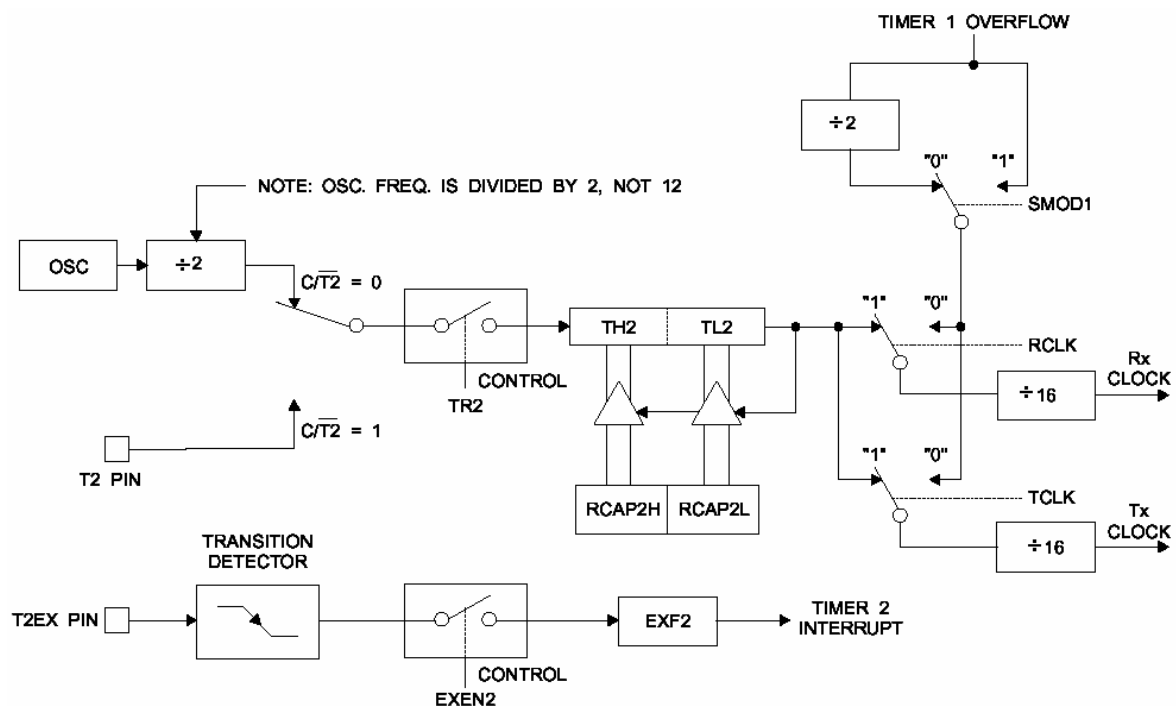 TIMER 1 OVERFLOW
÷2
"0" "1"
NOTE: OSC. FREQ. IS DIVIDED BY 2, NOT 12
SMOD1
OSC
÷2
C/T̅2̅ = 0
TH2
TL2
"1" "0"
RCLK
CONTROL
TR2
÷16
Rx
CLOCK
C/T̅2̅ = 1
T2 PIN
"1" "0"
RCAP2H
RCAP2L
TCLK
÷16
Tx
CLOCK
TRANSITION
DETECTOR
T2EX PIN
EXF2
TIMER 2
INTERRUPT
CONTROL
EXEN2